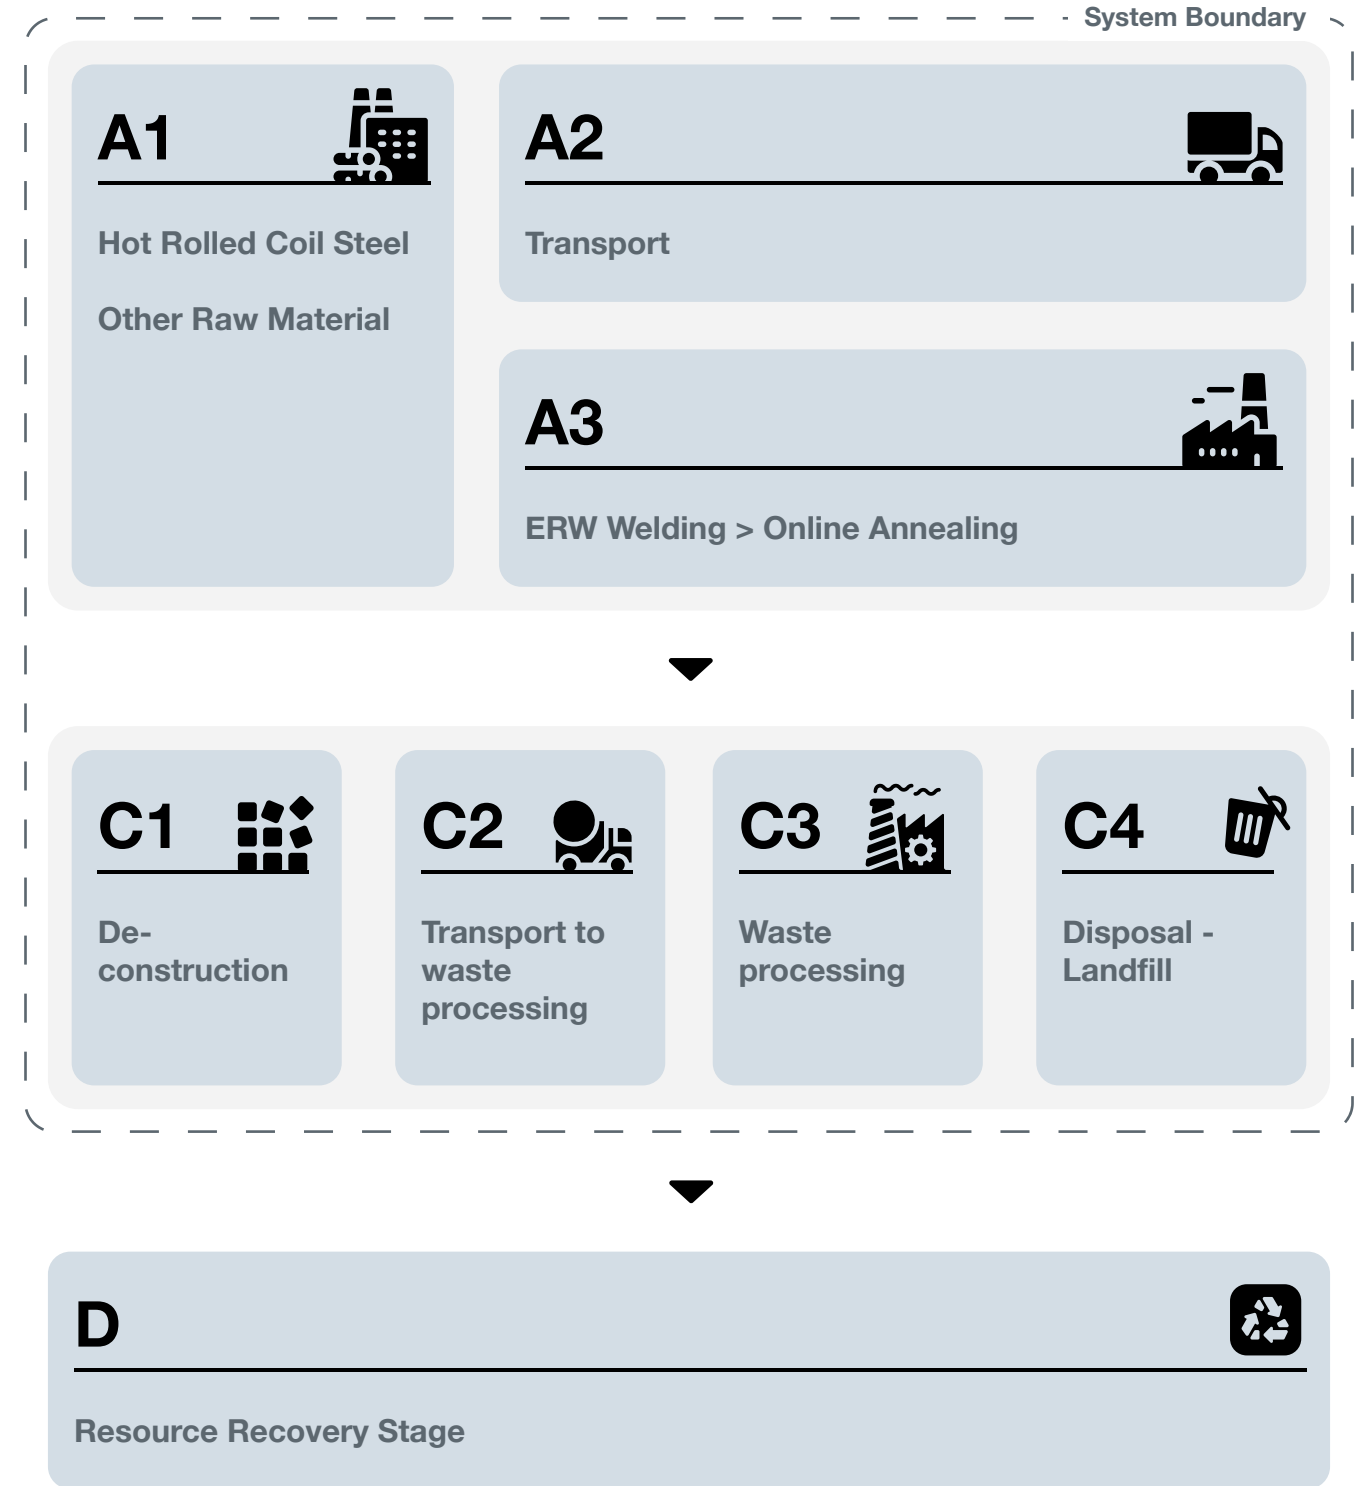 System Boundary
A1
Hot Rolled Coil Steel
Other Raw Material
A2
Transport
A3
ERW Welding > Online Annealing
C1
De-
construction
C2
Transport to
waste
processing
C3
Waste
processing
C4
Disposal -
Landfill
D
Resource Recovery Stage